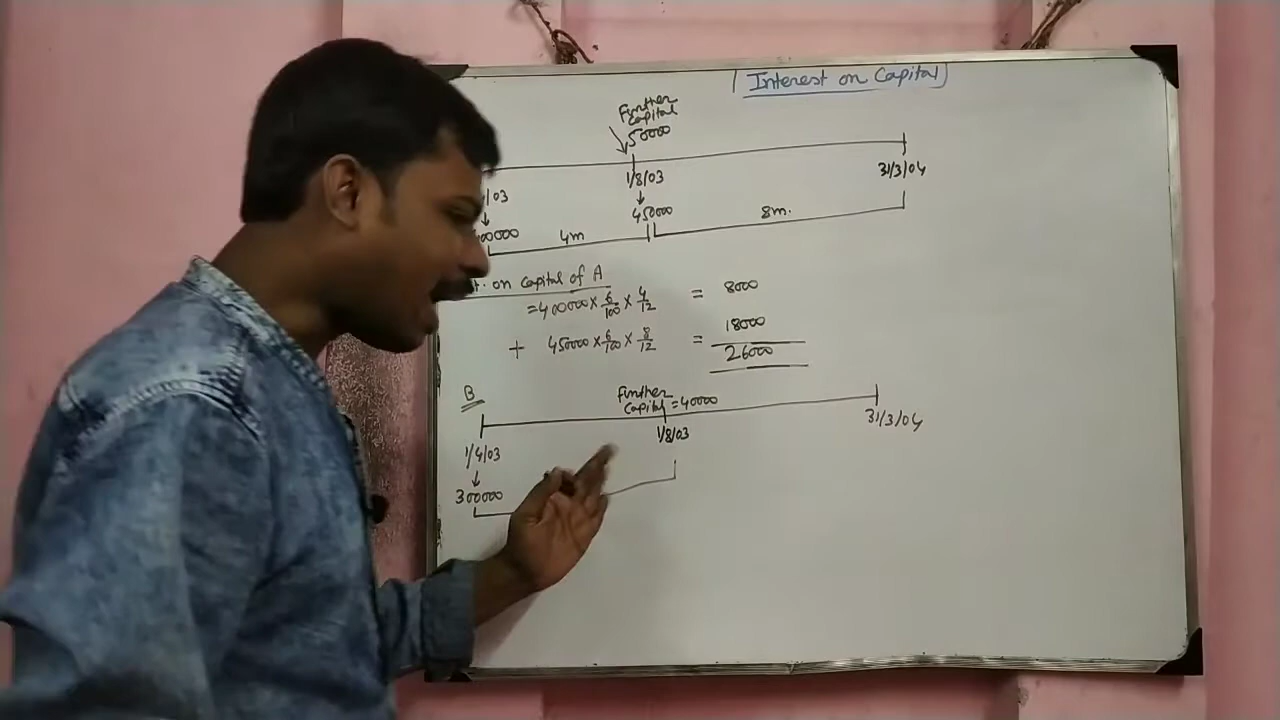 Interest on Capital
Further
Capital
50000
/03
1/8/03
31/3/04
00000
450000
4m
8m.
t. on Capital of A
=400000×6/100×4/12 = 8000
+ 450000×6/100×8/12 = 18000
26000
B
Further
Capital =40000
1/4/03
1/8/03
31/3/04
300000